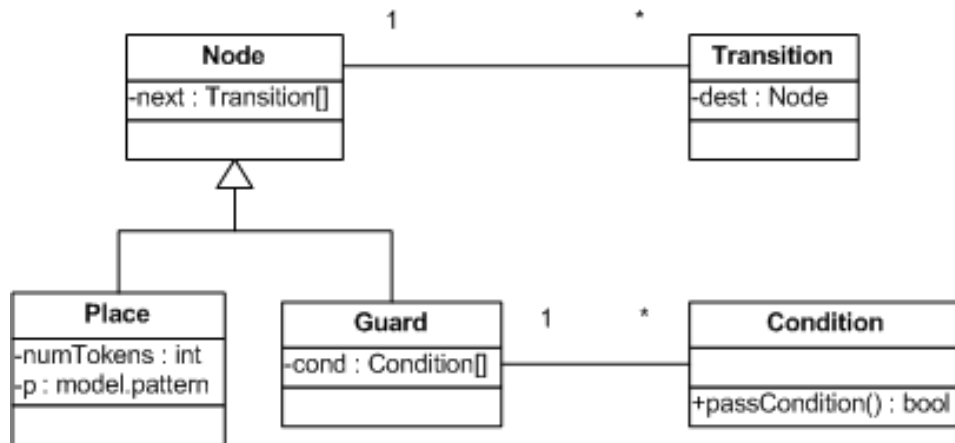 1 *
Node
-next : Transition[]
Transition
-dest : Node
Place
-numTokens : int
-p : model.pattern
Guard
-cond : Condition[]
1 *
Condition
+passCondition() : bool